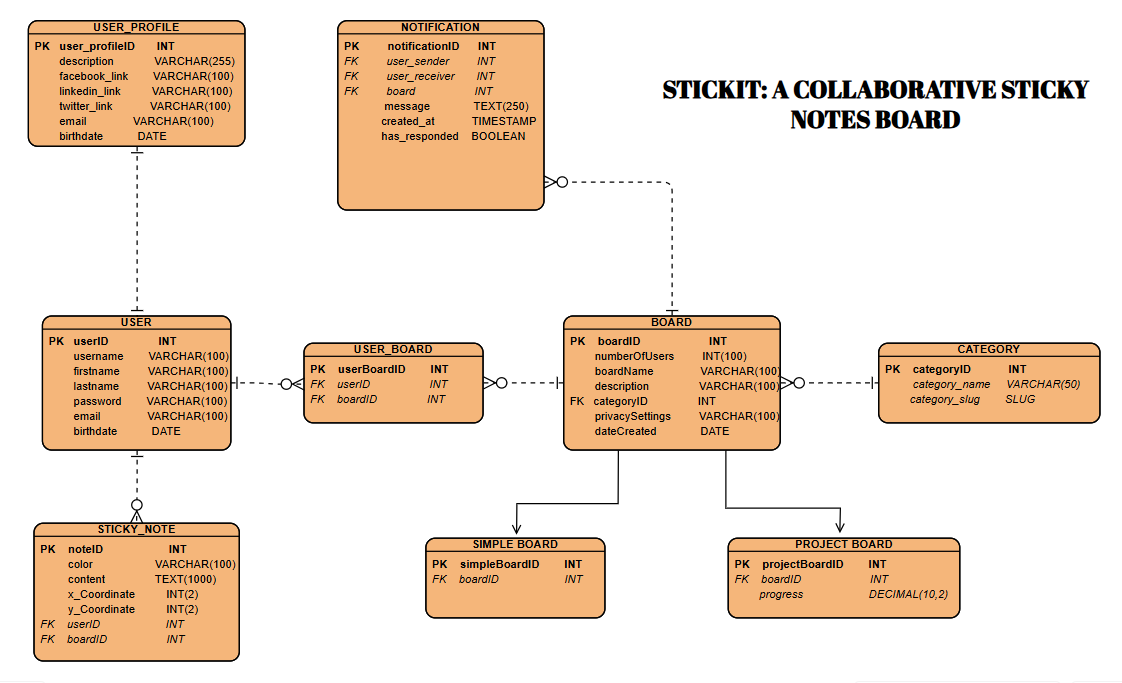 USER_PROFILE
PK user_profileID INT
description VARCHAR(255)
facebook_link VARCHAR(100)
linkedin_link VARCHAR(100)
twitter_link VARCHAR(100)
email VARCHAR(100)
birthdate DATE
NOTIFICATION
PK notificationID INT
FK user_sender INT
FK user_receiver INT
FK board INT
message TEXT(250)
created_at TIMESTAMP
has_responded BOOLEAN
STICKIT: A COLLABORATIVE STICKY
NOTES BOARD
USER
PK userID INT
username VARCHAR(100)
firstname VARCHAR(100)
lastname VARCHAR(100)
password VARCHAR(100)
email VARCHAR(100)
birthdate DATE
USER_BOARD
PK userBoardID INT
FK userID INT
FK boardID INT
BOARD
PK boardID INT
numberOfUsers INT(100)
boardName VARCHAR(100)
description VARCHAR(100)
FK categoryID INT
privacySettings VARCHAR(100)
dateCreated DATE
CATEGORY
PK categoryID INT
category_name VARCHAR(50)
category_slug SLUG
STICKY_NOTE
PK noteID INT
color VARCHAR(100)
content TEXT(1000)
x_Coordinate INT(2)
y_Coordinate INT(2)
FK userID INT
FK boardID INT
SIMPLE BOARD
PK simpleBoardID INT
FK boardID INT
PROJECT BOARD
PK projectBoardID INT
FK boardID INT
progress DECIMAL(10,2)